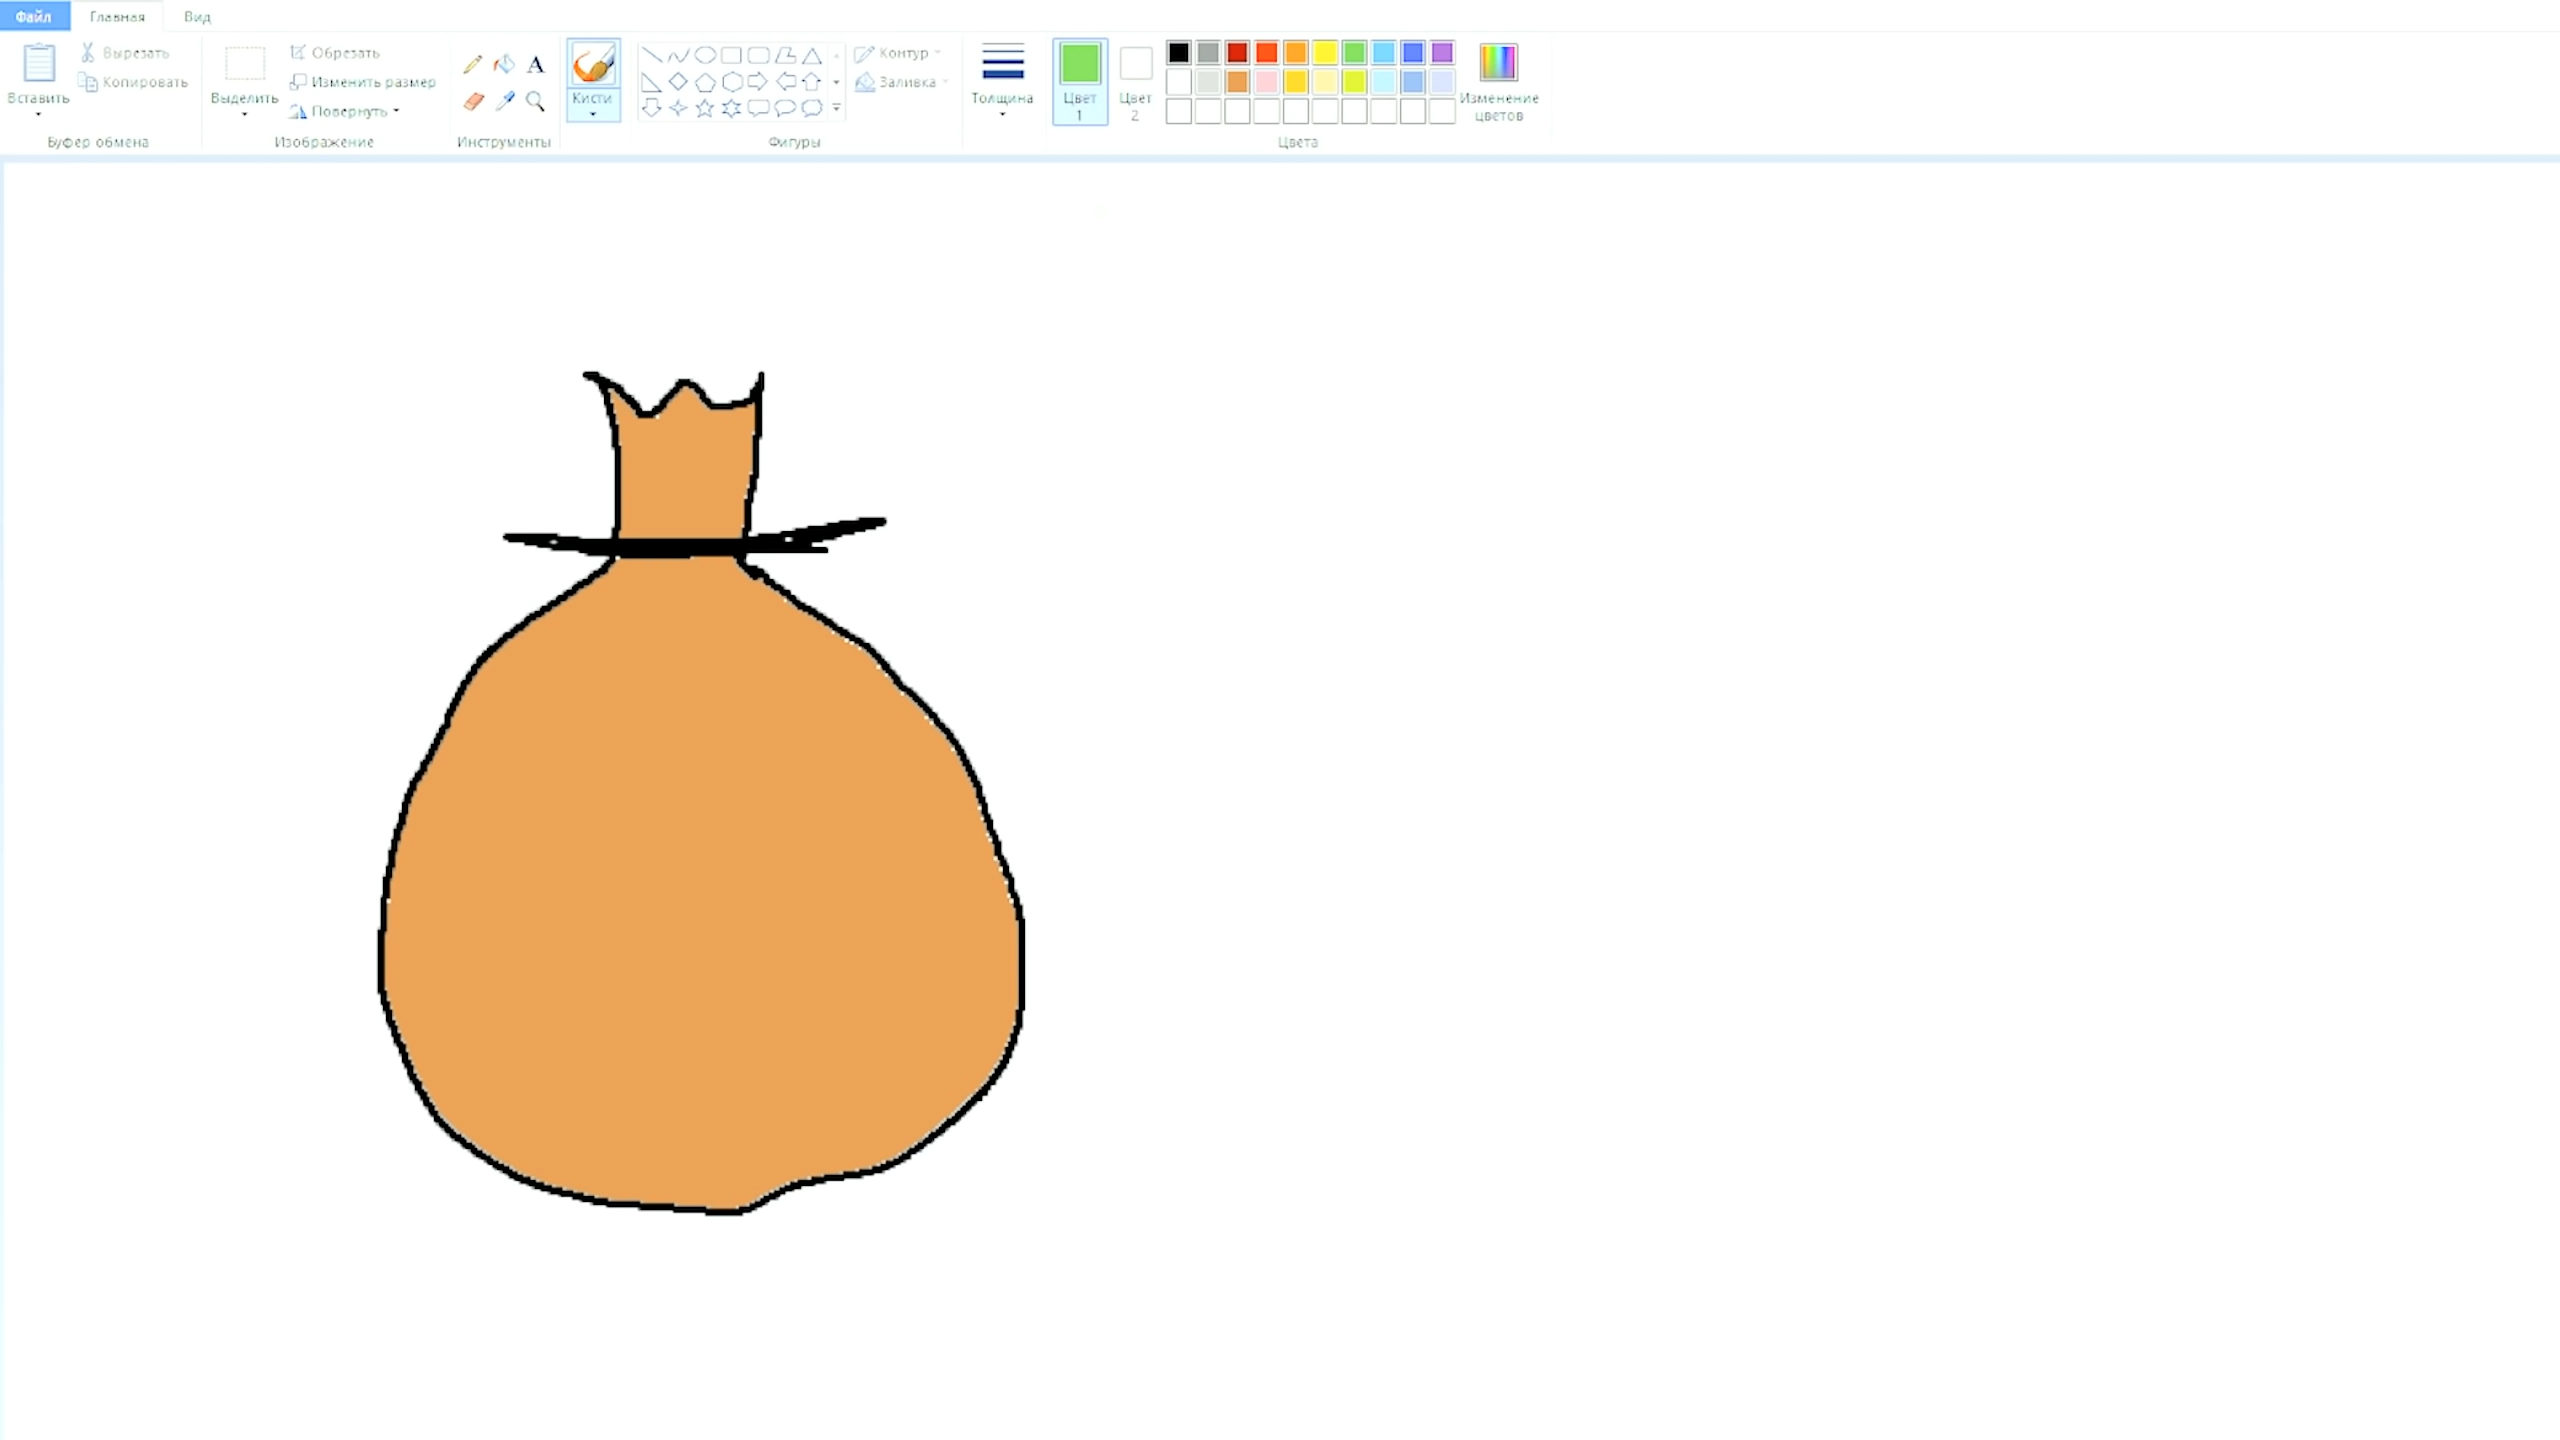 Файл Главная Вид
Вставить
Вырезать
Копировать
Буфер обмена
Выделить
Обрезать
Изменить размер
Повернуть
Изображение
A
Инструменты
Кисти
Контур
Заливка
Фигуры
Толщина
Цвет
1
Цвет
2
Цвета
Изменение
цветов